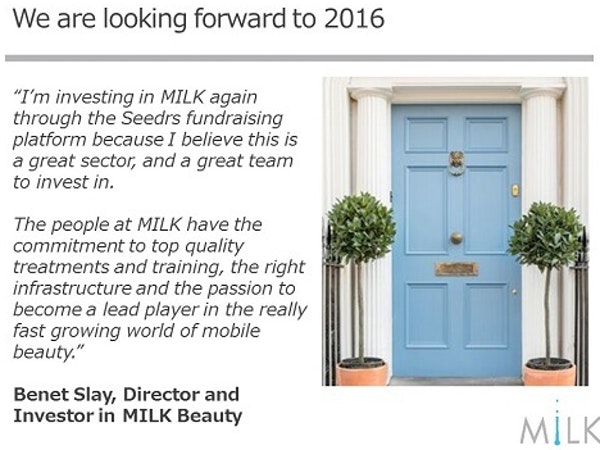 We are looking forward to 2016
“I’m investing in MILK again
through the Seedrs fundraising
platform because I believe this is
a great sector, and a great team
to invest in.
The people at MILK have the
commitment to top quality
treatments and training, the right
infrastructure and the passion to
become a lead player in the really
fast growing world of mobile
beauty.”
Benet Slay, Director and
Investor in MILK Beauty
MiLK